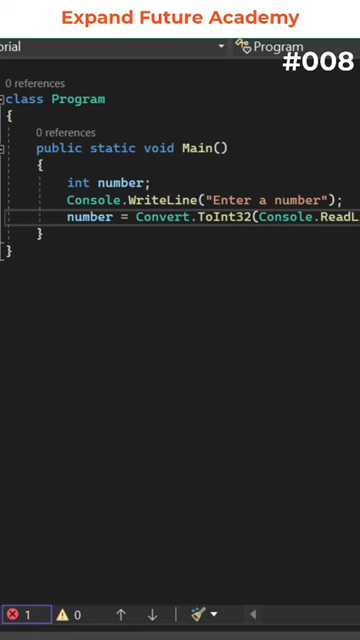 Expand Future Academy
orial
Program
#008
0 references
class Program
{
0 references
public static void Main()
{
int number;
Console.WriteLine("Enter a number");
number = Convert.ToInt32(Console.ReadL
}
}
1
0